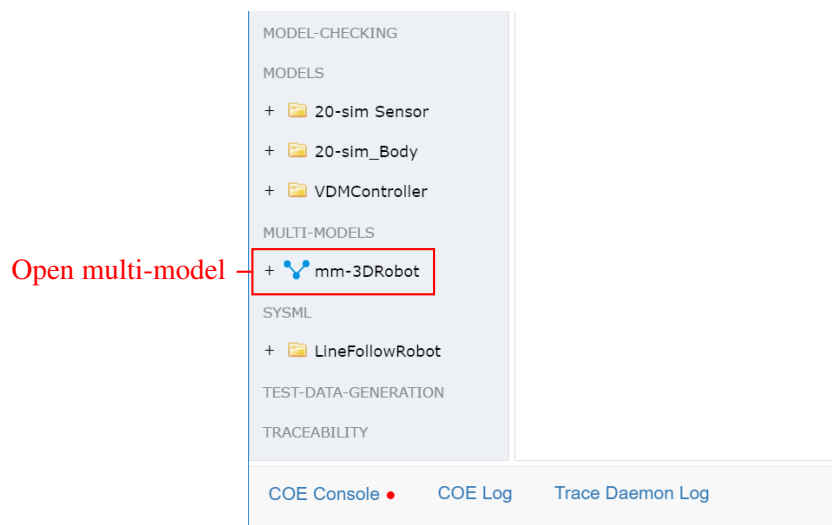 MODEL-CHECKING
MODELS
+ 20-sim Sensor
+ 20-sim_Body
+ VDMController
MULTI-MODELS
Open multi-model
+ mm-3DRobot
SYSML
+ LineFollowRobot
TEST-DATA-GENERATION
TRACEABILITY
COE Console COE Log Trace Daemon Log